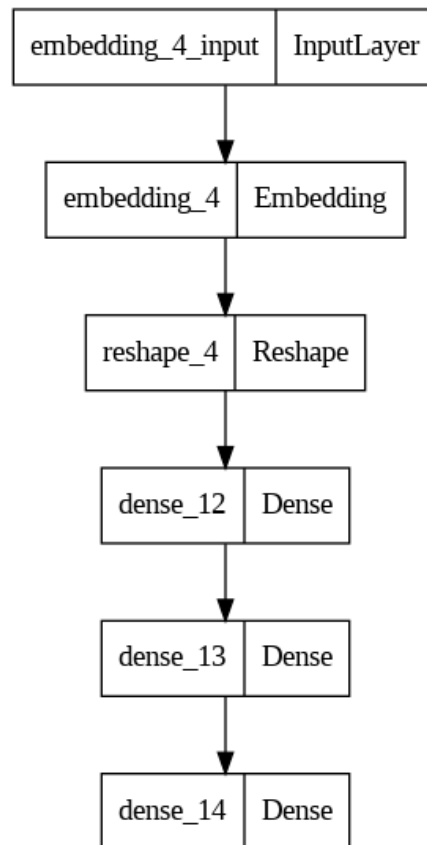 embedding_4_input InputLayer
embedding_4 Embedding
reshape_4 Reshape
dense_12 Dense
dense_13 Dense
dense_14 Dense